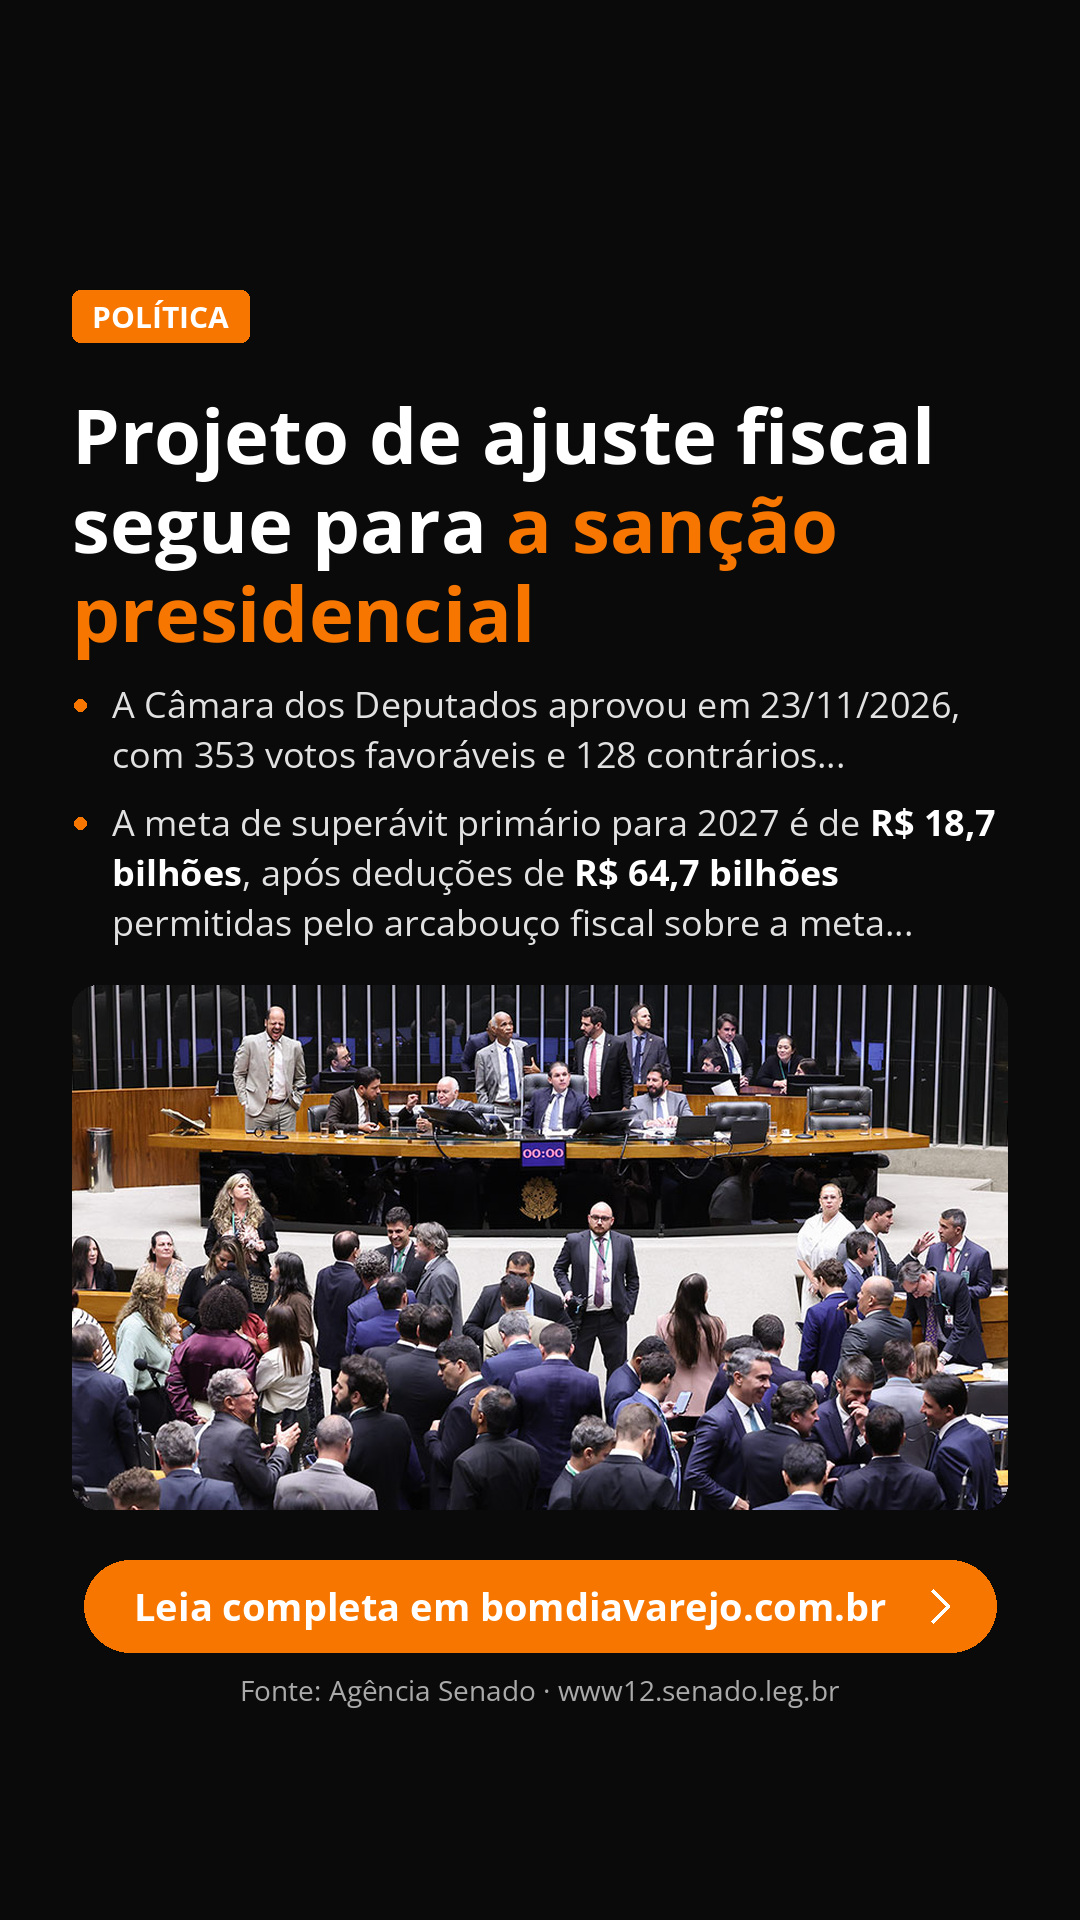 POLÍTICA
Projeto de ajuste fiscal
segue para a sanção
presidencial
• A Câmara dos Deputados aprovou em 23/11/2026,
com 353 votos favoráveis e 128 contrários...
• A meta de superávit primário para 2027 é de R$ 18,7
bilhões, após deduções de R$ 64,7 bilhões
permitidas pelo arcabouço fiscal sobre a meta...
00:00
Leia completa em bomdiavarejo.com.br
Fonte: Agência Senado · www12.senado.leg.br